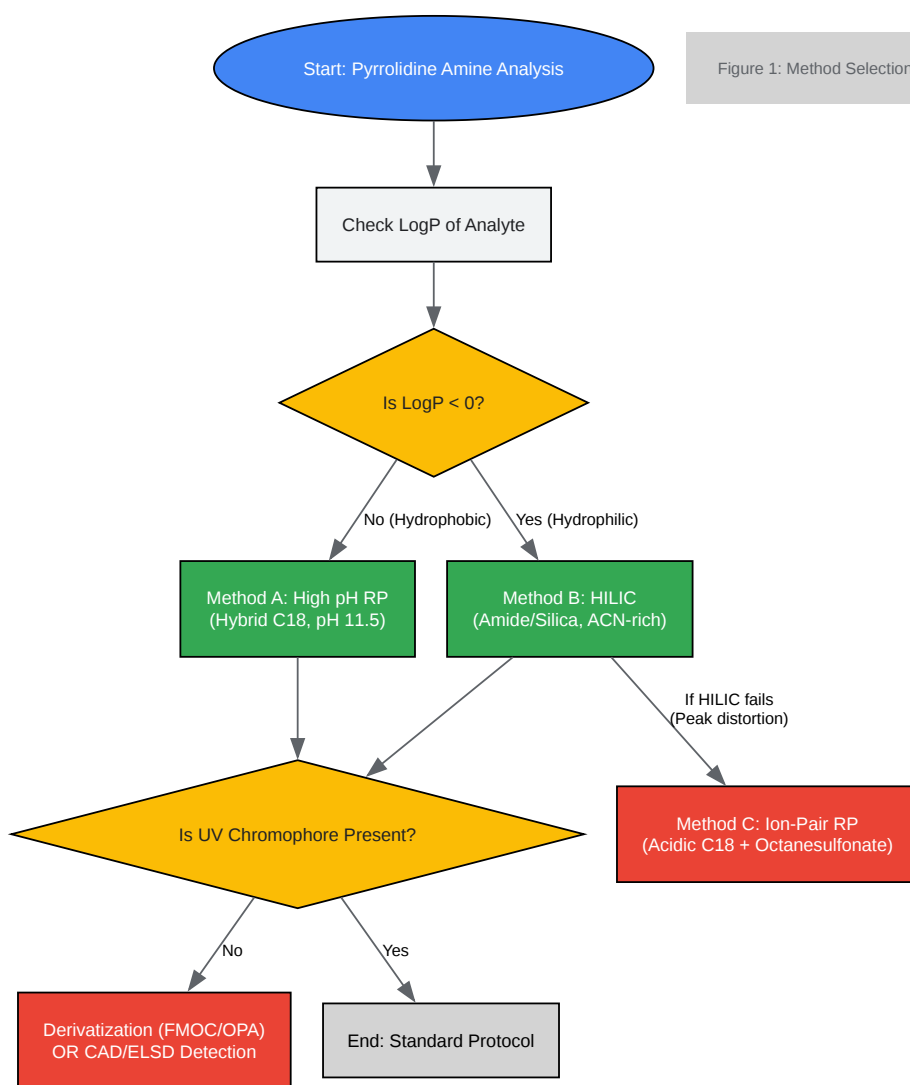 Start: Pyrrolidine Amine Analysis
Figure 1: Method Selection
Check LogP of Analyte
Is LogP < 0?
No (Hydrophobic)
Yes (Hydrophilic)
Method A: High pH RP
(Hybrid C18, pH 11.5)
Method B: HILIC
(Amide/Silica, ACN-rich)
If HILIC fails
(Peak distortion)
Is UV Chromophore Present?
Method C: Ion-Pair RP
(Acidic C18 + Octanesulfonate)
No
Yes
Derivatization (FMOC/OPA)
OR CAD/ELSD Detection
End: Standard Protocol